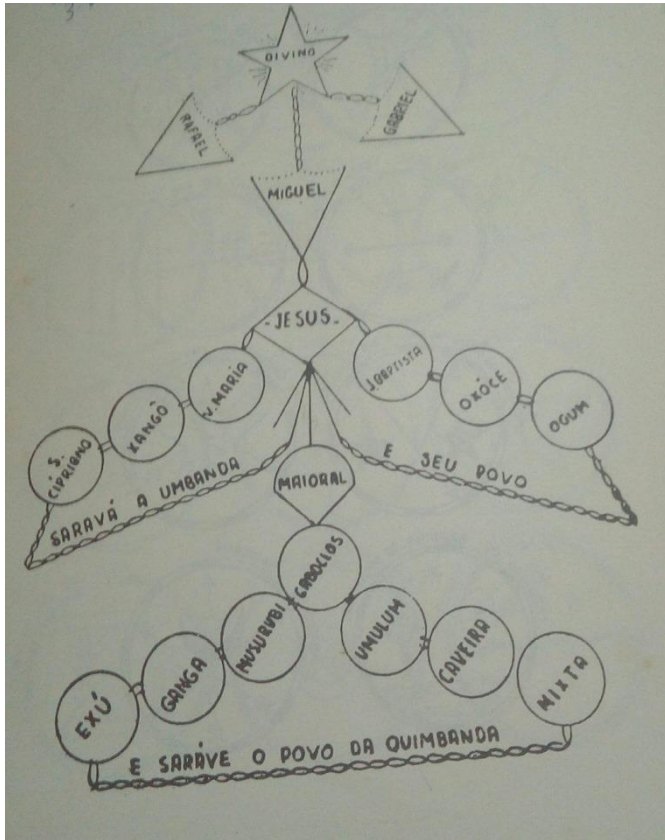 DIVINO
RAFAEL
GABRIEL
MIGUEL
-JESUS-
S. CIPRIANO
XANGÔ
V. MARIA
J. BAPTISTA
OXÓCE
OGUM
SARAVÁ A UMBANDA
E SEU POVO
MAIORAL
CABOCLOS
EXÚ
GANGA
MUSURUBI
UMULUM
CAVEIRA
MIXTA
E SARÁVE O POVO DA QUIMBANDA